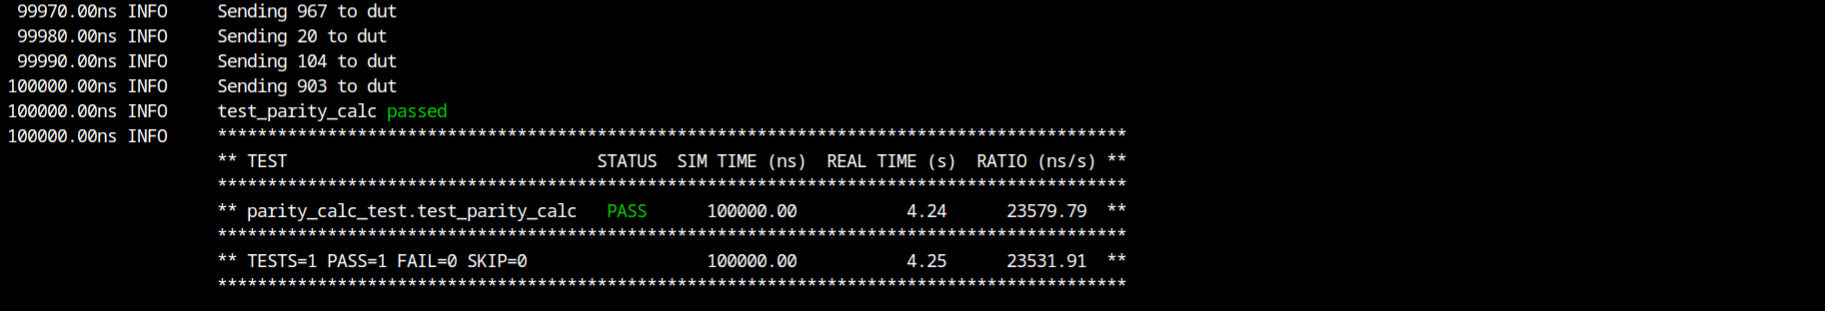 99970.00ns INFO     Sending 967 to dut
99980.00ns INFO     Sending 20 to dut
99990.00ns INFO     Sending 104 to dut
100000.00ns INFO     Sending 903 to dut
100000.00ns INFO     test_parity_calc passed
100000.00ns INFO     *******************************************************************************************
** TEST                               STATUS  SIM TIME (ns)  REAL TIME (s)  RATIO (ns/s) **
*******************************************************************************************
** parity_calc_test.test_parity_calc   PASS      100000.00           4.24      23579.79  **
*******************************************************************************************
** TESTS=1 PASS=1 FAIL=0 SKIP=0                  100000.00           4.25      23531.91  **
*******************************************************************************************